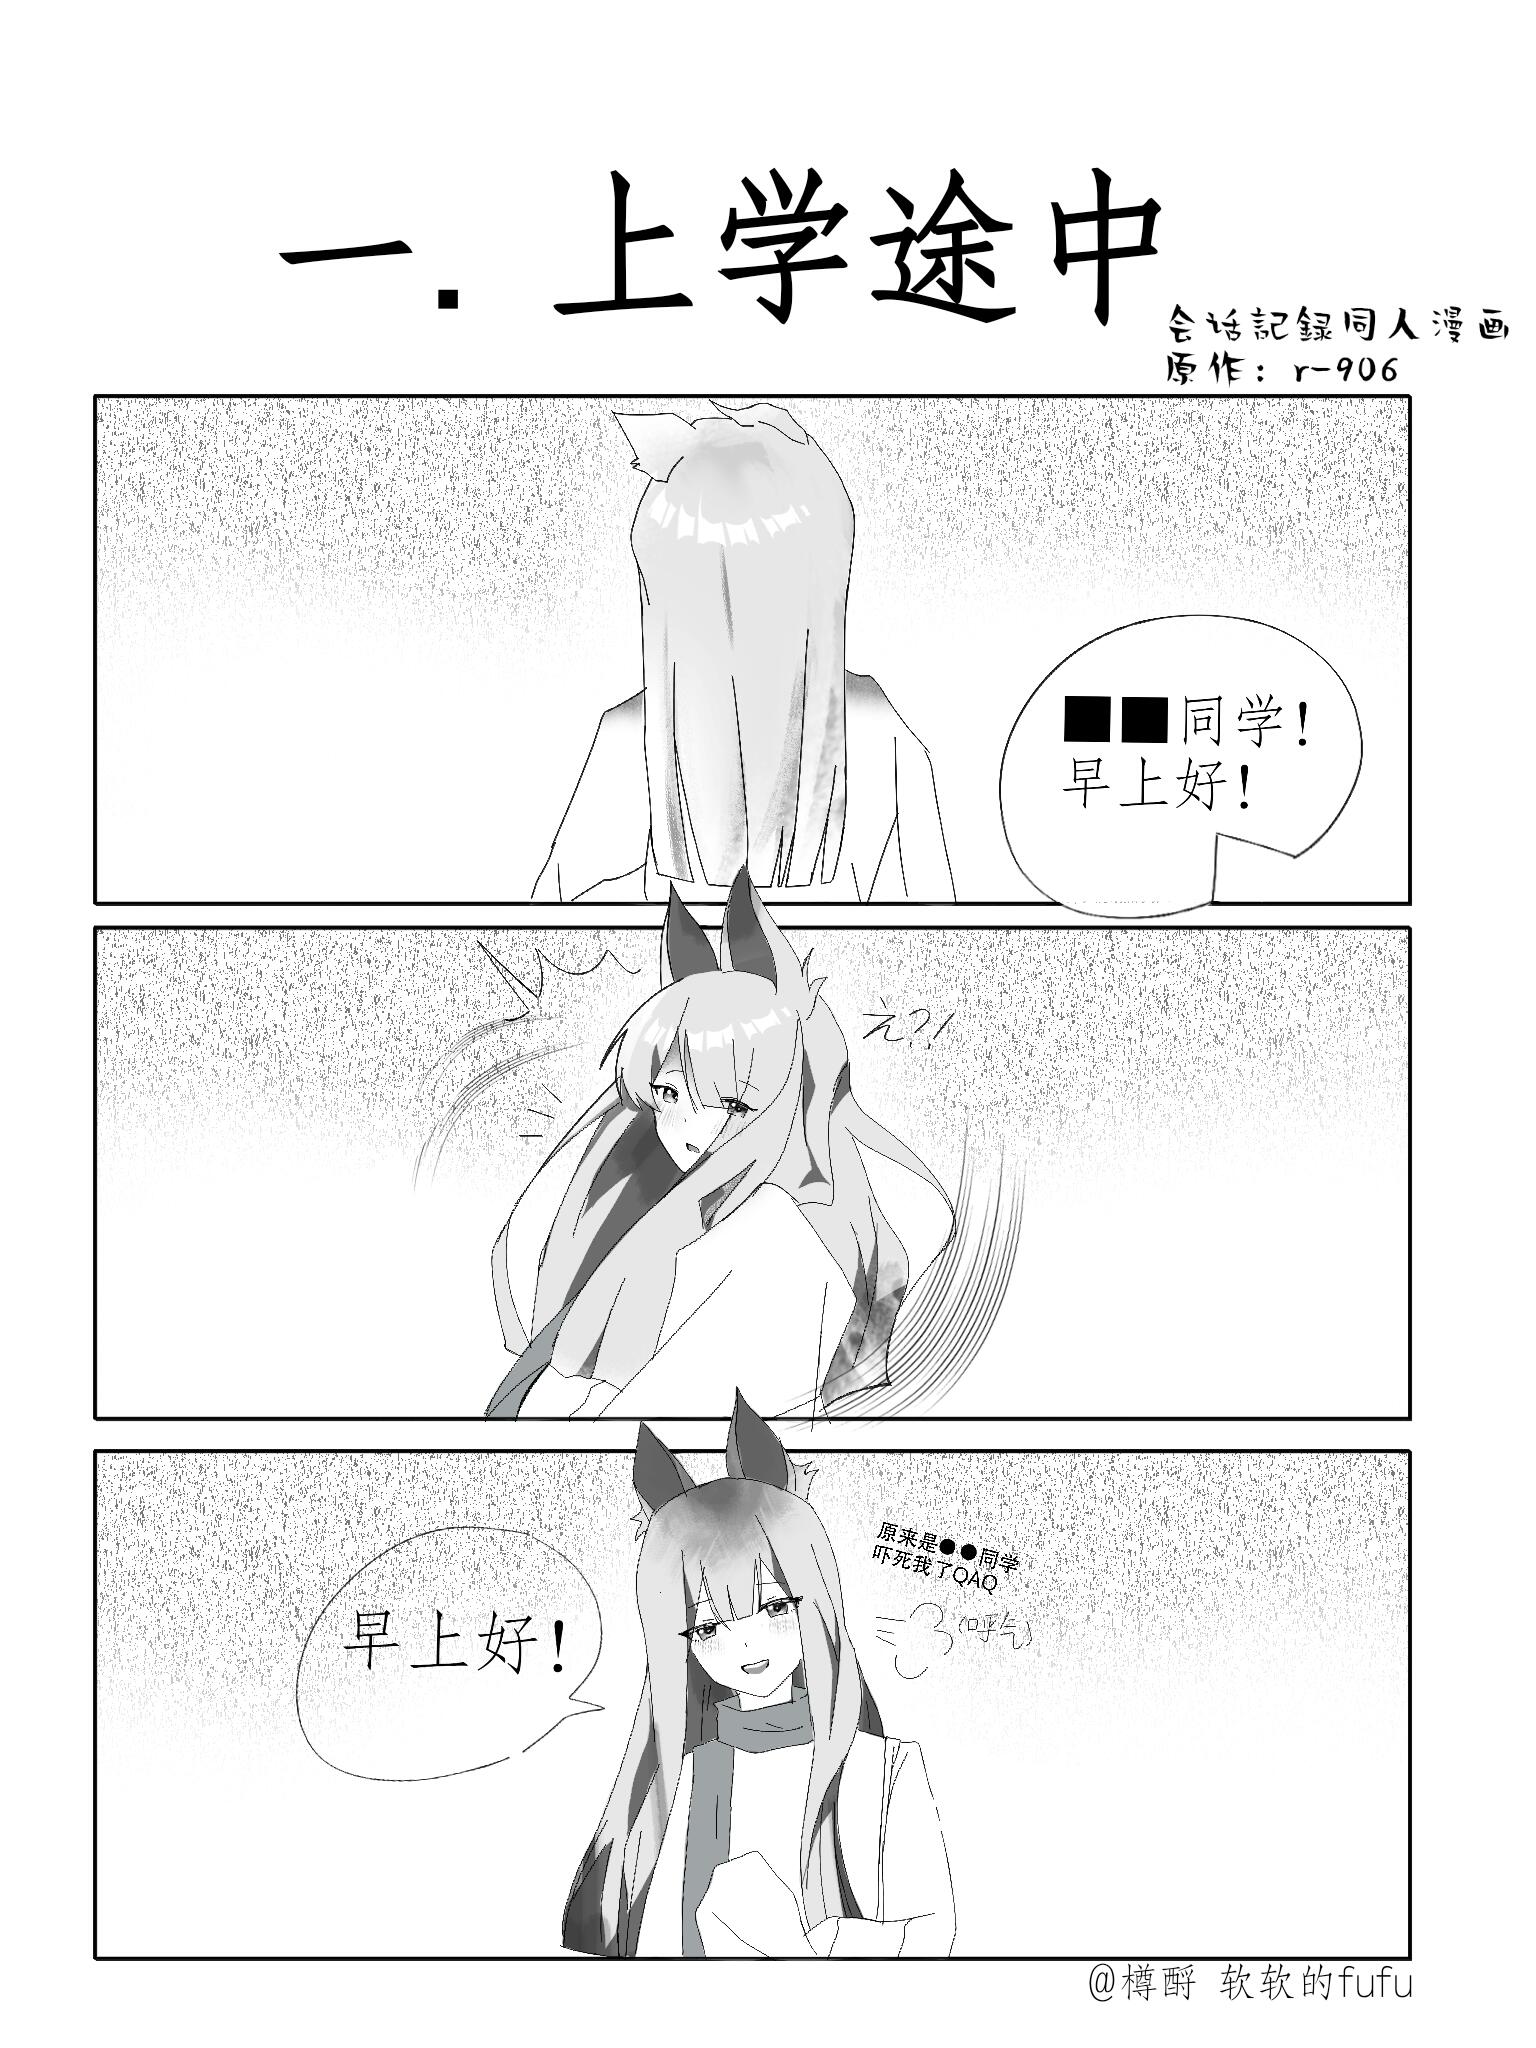 一.上学途中
会话記録同人漫画
原作：r-906
■■同学！
早上好！
え?!
早上好！
原来是●●同学
吓死我了QAQ
(呼气)
@樽酹 软软的fufu